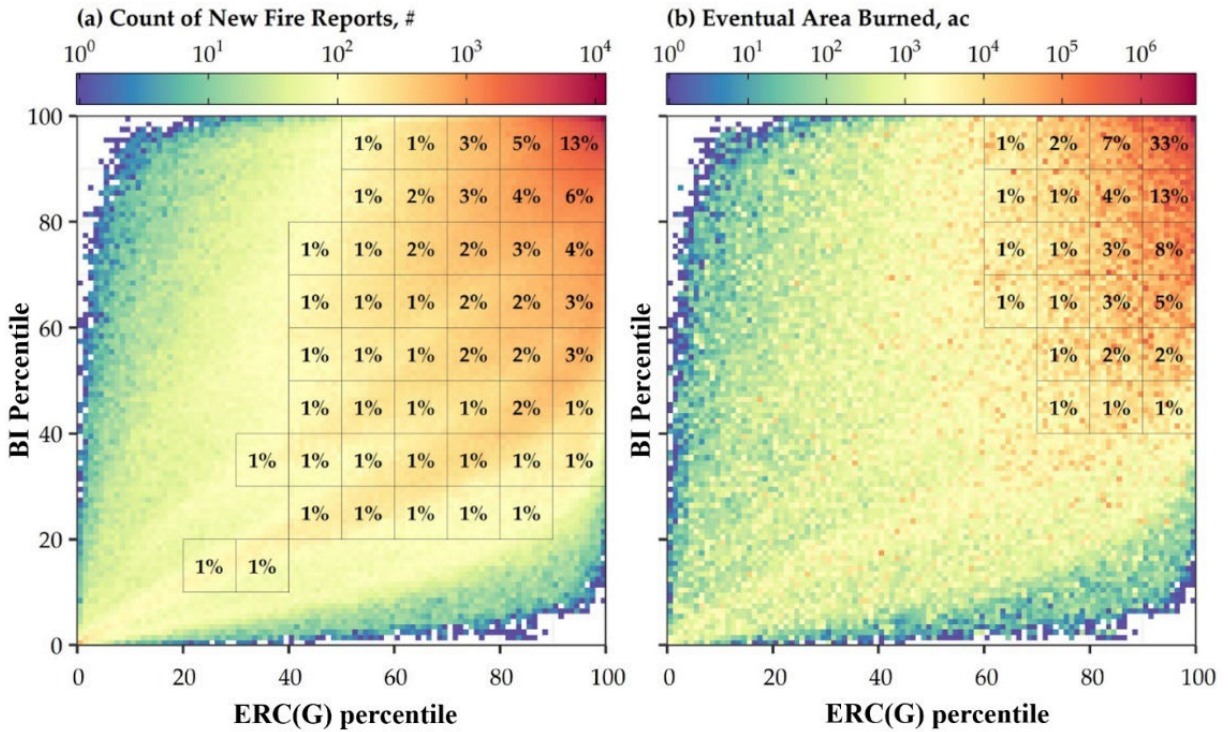 (a) Count of New Fire Reports, #
10^0 10^1 10^2 10^3 10^4
BI Percentile
100
1% 1% 3% 5% 13%
1% 2% 3% 4% 6%
80
1% 1% 2% 2% 3% 4%
1% 1% 1% 2% 2% 3%
60
1% 1% 1% 2% 2% 3%
1% 1% 1% 1% 2% 1%
40
1% 1% 1% 1% 1% 1% 1%
1% 1% 1% 1% 1%
20
1% 1%
0
0 20 40 60 80 100
ERC(G) percentile
(b) Eventual Area Burned, ac
10^0 10^1 10^2 10^3 10^4 10^5 10^6
BI Percentile
100
1% 2% 7% 33%
1% 1% 4% 13%
80
1% 1% 3% 8%
1% 1% 3% 5%
60
1% 2% 2%
1% 1% 1%
40
20
0
0 20 40 60 80 100
ERC(G) percentile